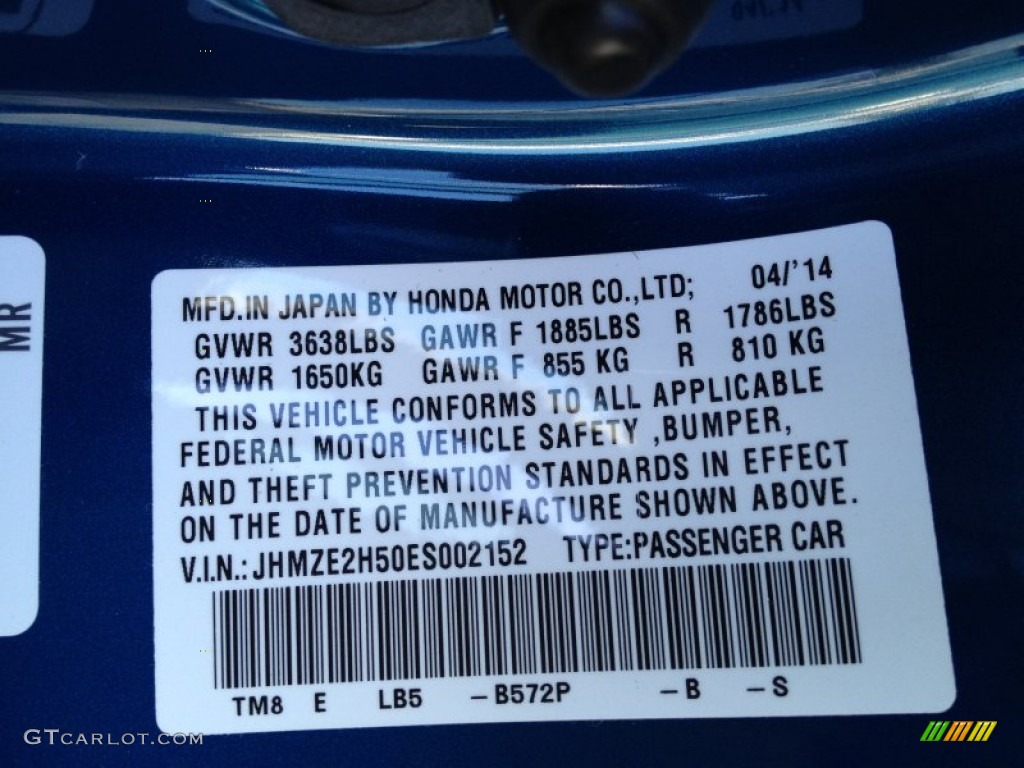 MR
MFD.IN JAPAN BY HONDA MOTOR CO.,LTD; 04/'14
GVWR 3638LBS GAWR F 1885LBS R 1786LBS
GVWR 1650KG GAWR F 855 KG R 810 KG
THIS VEHICLE CONFORMS TO ALL APPLICABLE
FEDERAL MOTOR VEHICLE SAFETY ,BUMPER,
AND THEFT PREVENTION STANDARDS IN EFFECT
ON THE DATE OF MANUFACTURE SHOWN ABOVE.
V.I.N.:JHMZE2H50ES002152 TYPE:PASSENGER CAR
TM8 E LB5 -B572P -B -S
GTCARLOT.COM